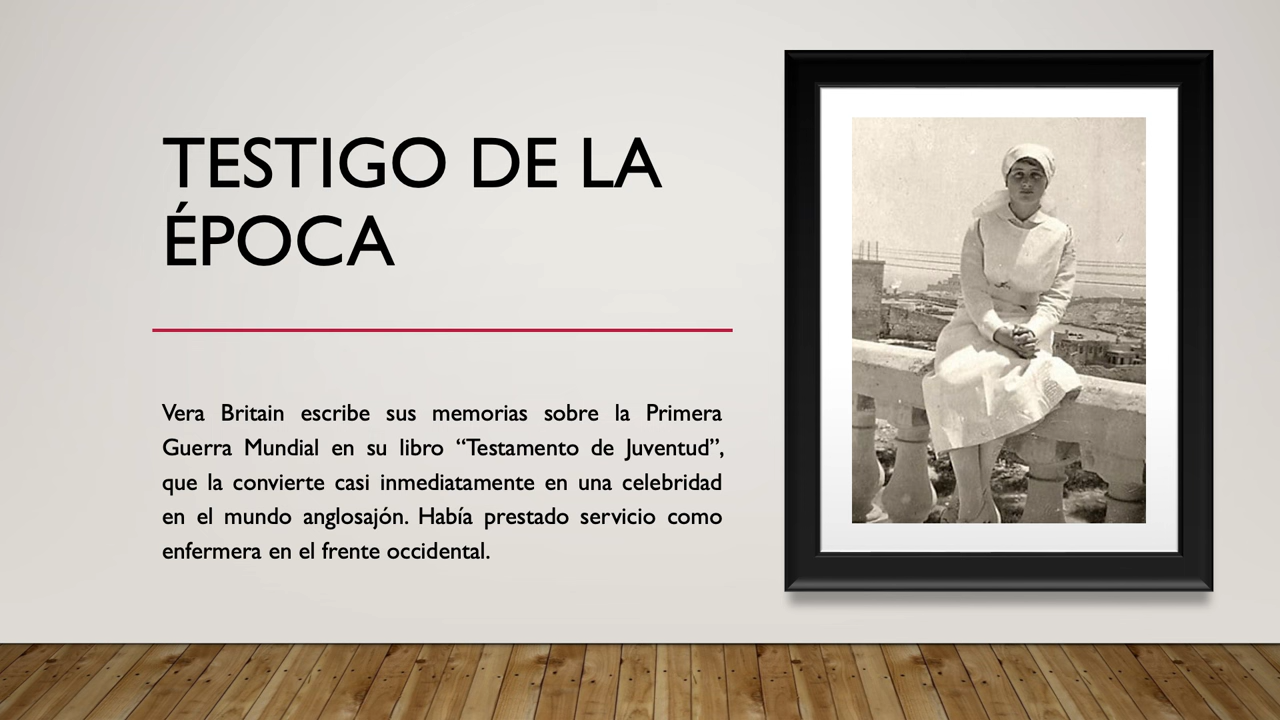 TESTIGO DE LA
ÉPOCA
Vera Britain escribe sus memorias sobre la Primera
Guerra Mundial en su libro “Testamento de Juventud”,
que la convierte casi inmediatamente en una celebridad
en el mundo anglosajón. Había prestado servicio como
enfermera en el frente occidental.